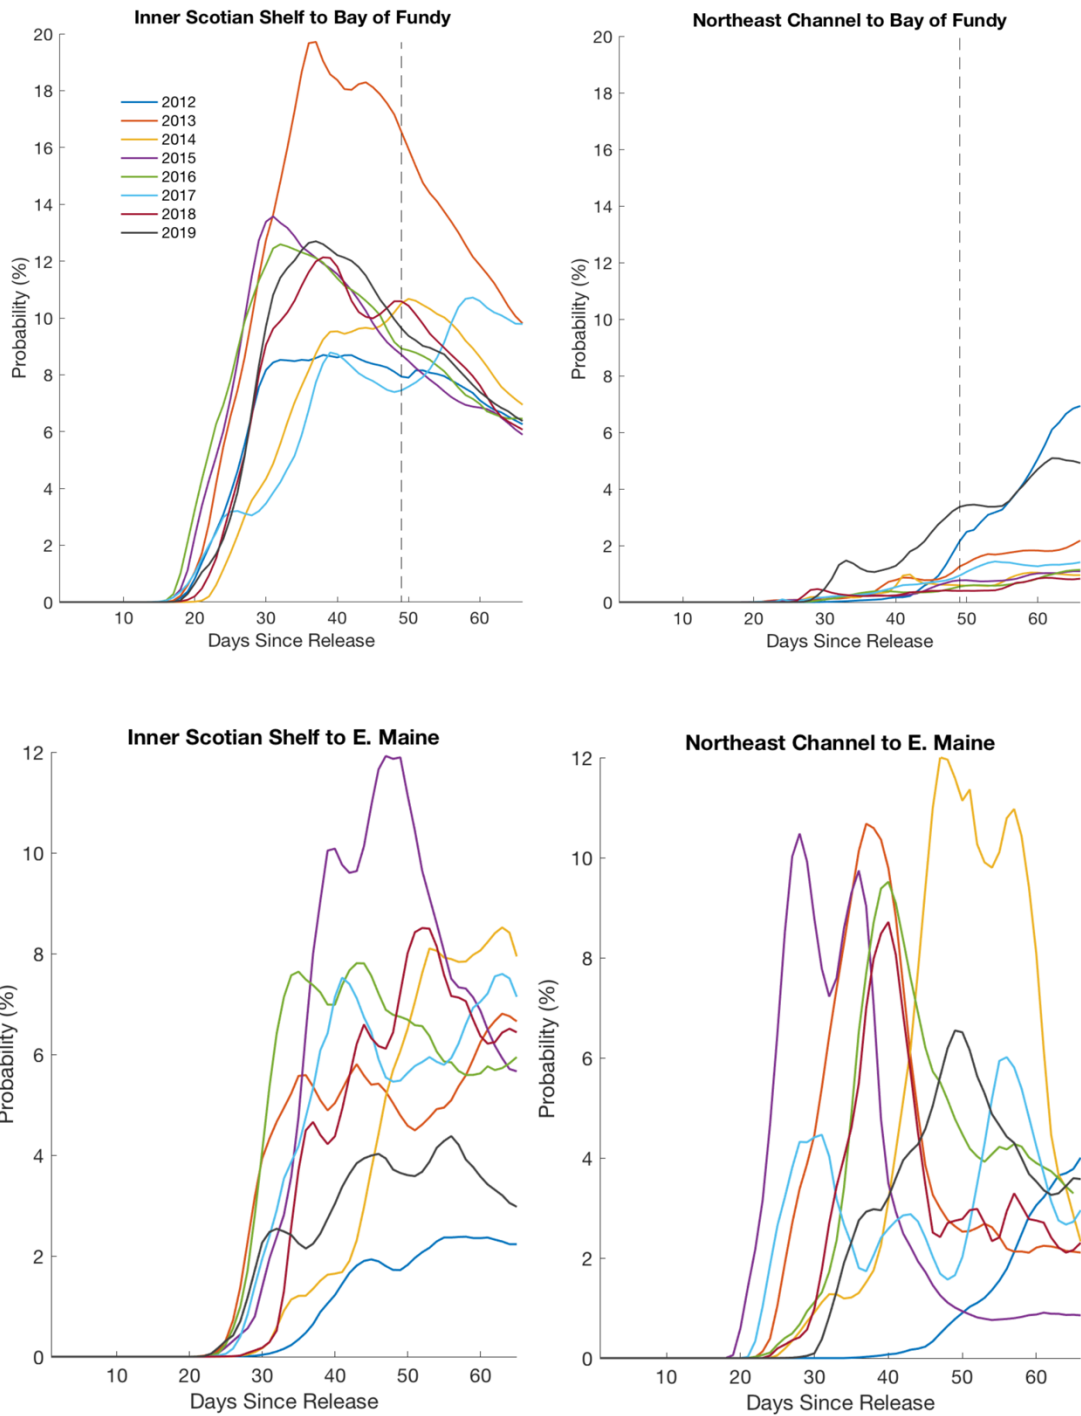 Inner Scotian Shelf to Bay of Fundy
20
18
16
14
12
10
8
6
4
2
0
Probability (%)
2012
2013
2014
2015
2016
2017
2018
2019
10 20 30 40 50 60
Days Since Release
Northeast Channel to Bay of Fundy
20
18
16
14
12
10
8
6
4
2
0
Probability (%)
10 20 30 40 50 60
Days Since Release
Inner Scotian Shelf to E. Maine
12
10
8
6
4
2
0
Probability (%)
10 20 30 40 50 60
Days Since Release
Northeast Channel to E. Maine
12
10
8
6
4
2
0
Probability (%)
10 20 30 40 50 60
Days Since Release